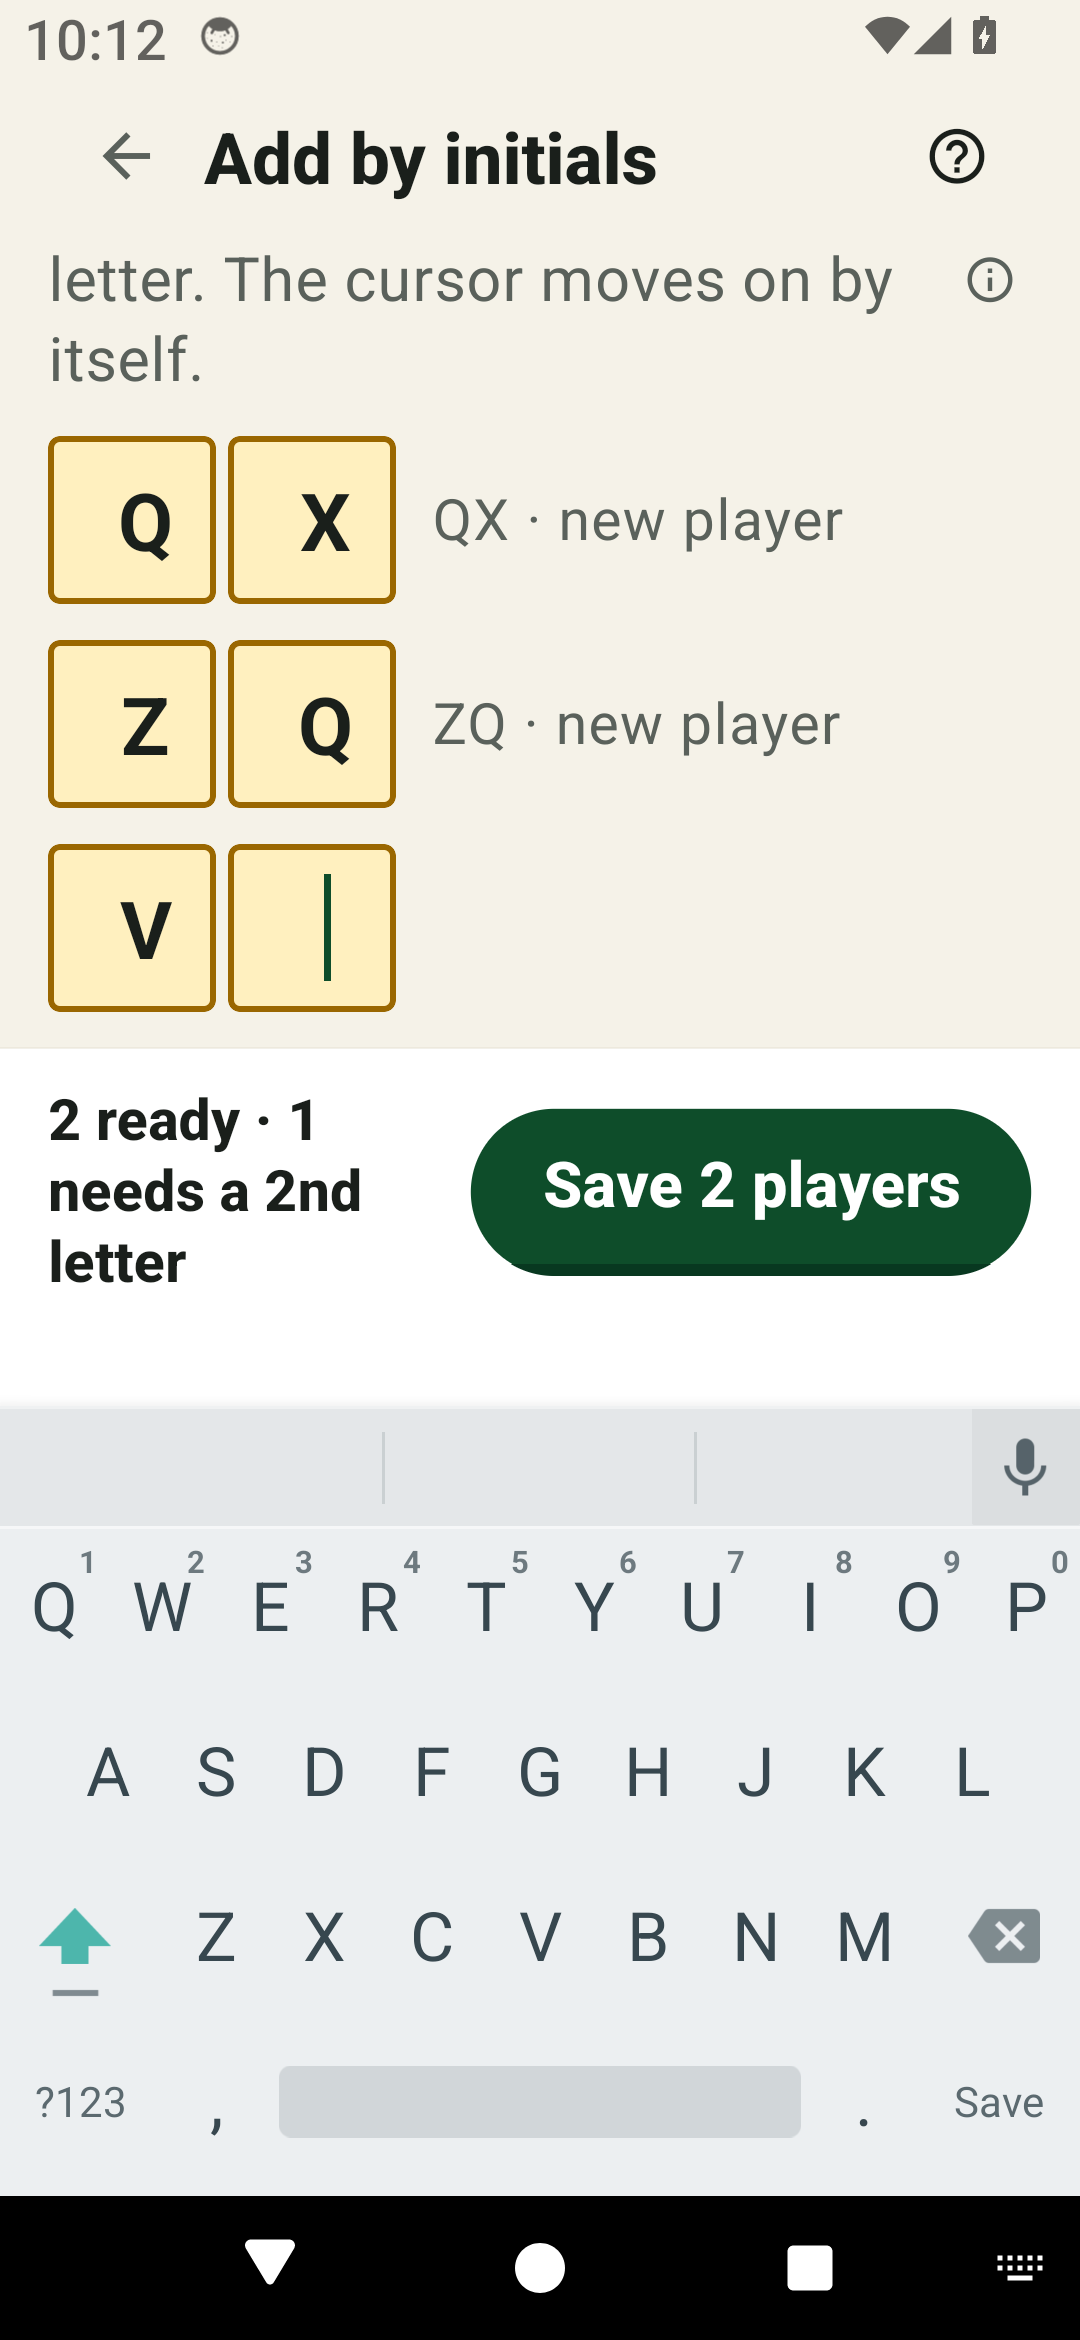 10:12
Add by initials
letter. The cursor moves on by
itself.
Q X QX · new player
Z Q ZQ · new player
V
2 ready · 1
needs a 2nd
letter
Save 2 players
1 2 3 4 5 6 7 8 9 0
Q W E R T Y U I O P
A S D F G H J K L
Z X C V B N M
?123 , . Save